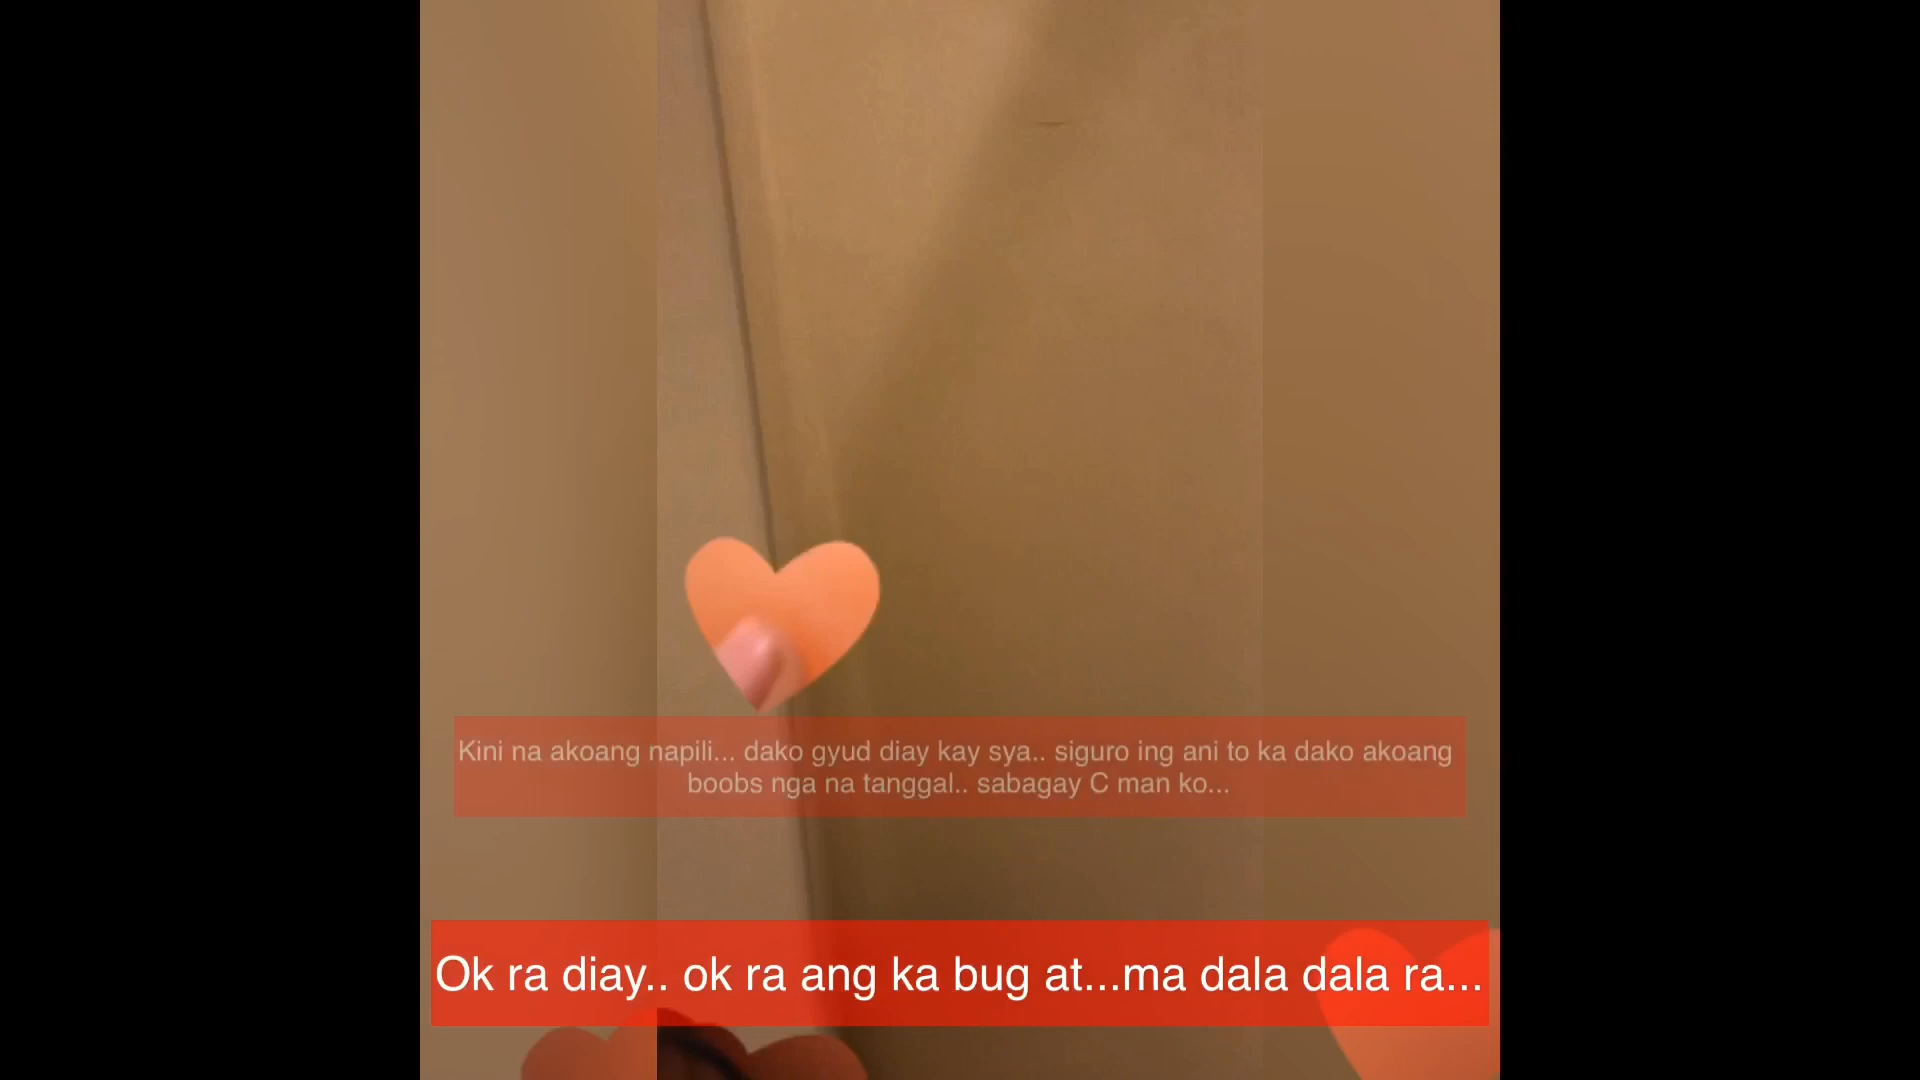 Kini na akoang napili... dako gyud diay kay sya.. siguro ing ani to ka dako akoang
boobs nga na tanggal.. sabagay C man ko...
Ok ra diay.. ok ra ang ka bug at...ma dala dala ra...